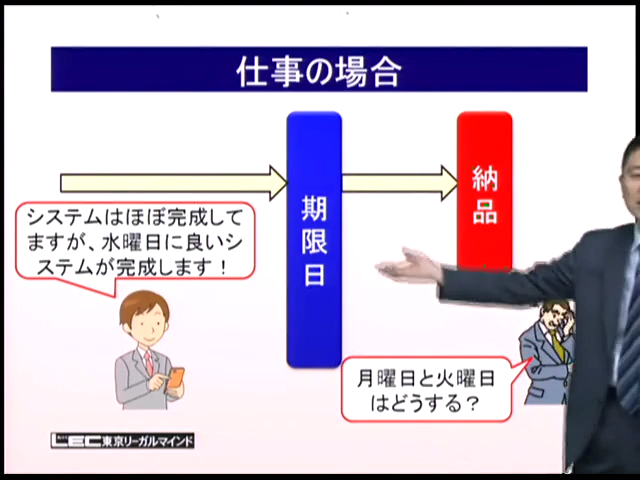 仕事の場合
期限日
納品
システムはほぼ完成して
ますが、水曜日に良いシ
ステムが完成します！
月曜日と火曜日
はどうする？
LEC東京リーガルマインド